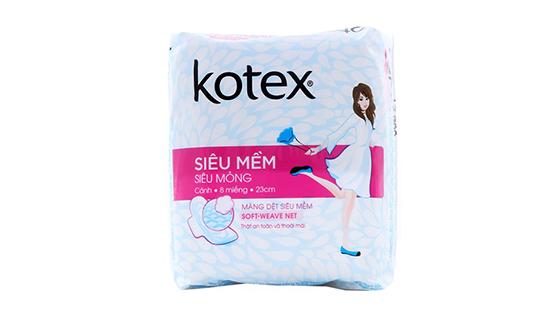 kotex®
SIÊU MỀM
SIÊU MỎNG
Cánh • 8 miếng • 23cm
MÀNG DỆT SIÊU MỀM
SOFT-WEAVE NET
Thật an toàn và thoải mái